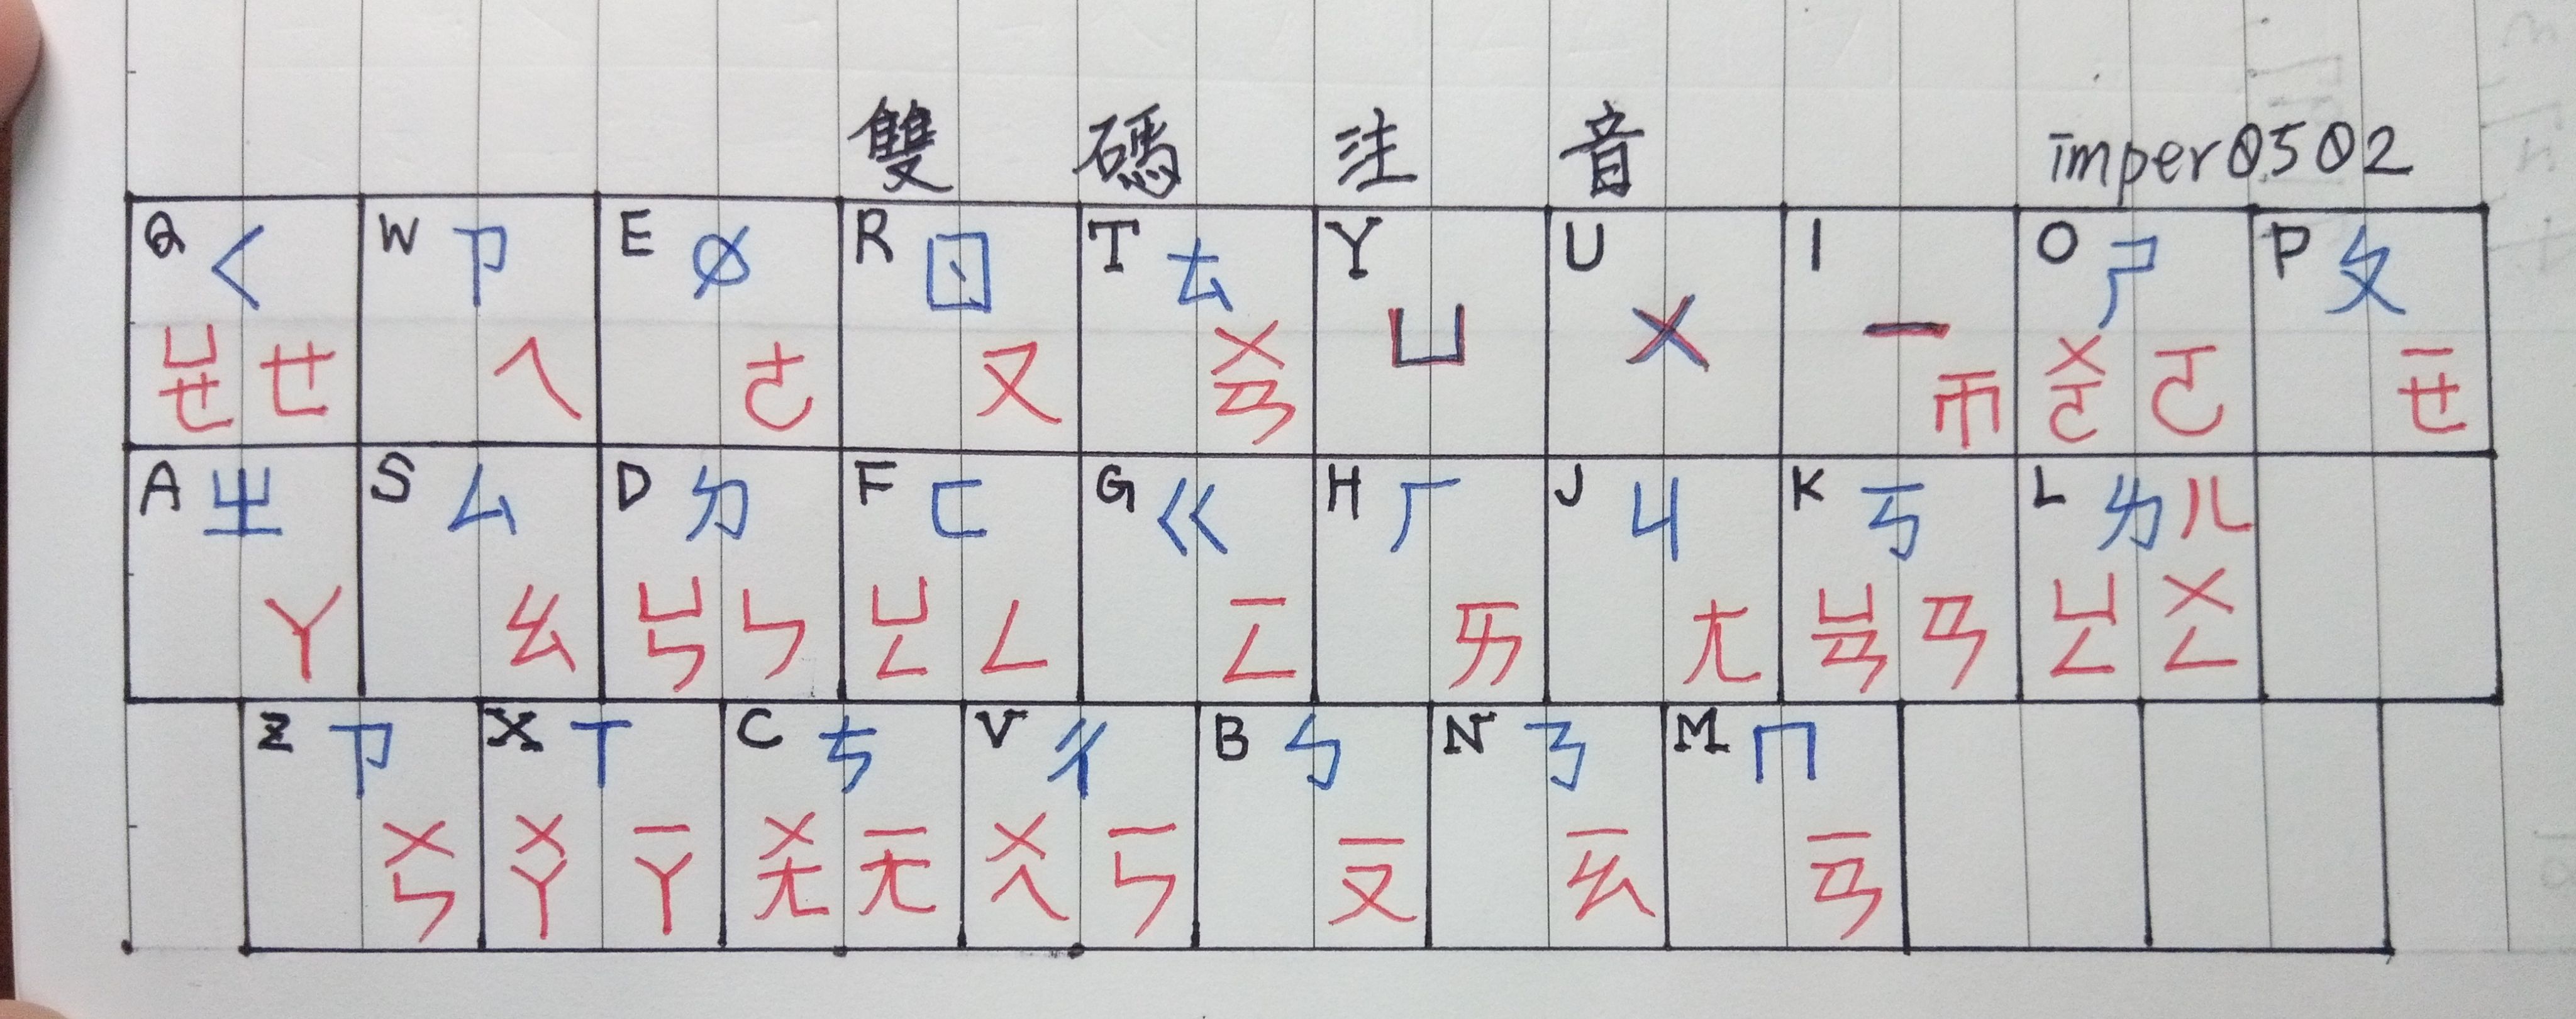 雙碼注音 imper0502
Q ㄑ W ㄗ E ∅ R ㄖ T ㄊ Y ㄩ U ㄨ I ㄧ O ㄕ P ㄆ
ㄩㄝ ㄝ ㄟ ㄜ ㄡ ㄨㄢ ㄭ ㄨㄛ ㄛ ㄧㄝ
A ㄓ S ㄙ D ㄉ F ㄈ G ㄍ H ㄏ J ㄐ K ㄎ L ㄌ ㄦ
ㄚ ㄠ ㄩㄣ ㄣ ㄩㄥ ㄥ ㄧㄥ ㄞ ㄤ ㄩㄢ ㄢ ㄩㄥ ㄨㄥ
Z ㄗ X ㄒ C ㄘ V ㄔ B ㄅ N ㄋ M ㄇ
ㄨㄣ ㄨㄚ ㄧㄚ ㄨㄤ ㄧㄤ ㄨㄟ ㄧㄣ ㄧㄡ ㄧㄠ ㄧㄢ